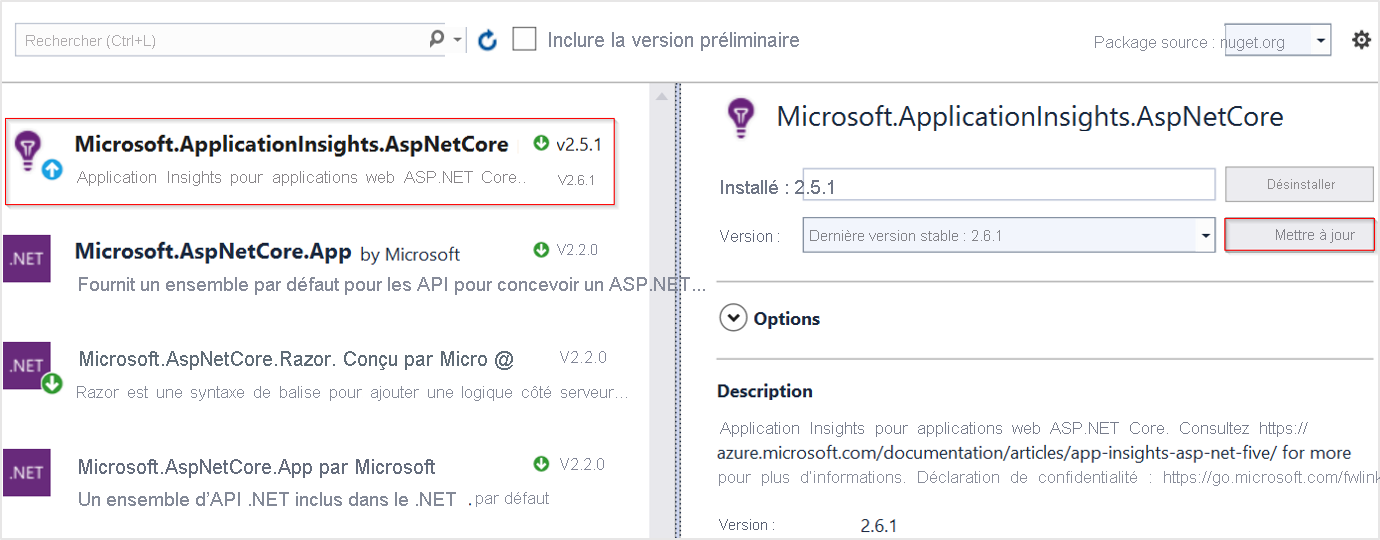 Rechercher (Ctrl+L)
Inclure la version préliminaire
Package source : nuget.org
Microsoft.ApplicationInsights.AspNetCore v2.5.1
Application Insights pour applications web ASP.NET Core.. V2.6.1
.NET Microsoft.AspNetCore.App by Microsoft V2.2.0
Fournit un ensemble par défaut pour les API pour concevoir un ASP.NET...
.NET Microsoft.AspNetCore.Razor. Conçu par Micro @ V2.2.0
Razor est une syntaxe de balise pour ajouter une logique côté serveur...
.NET Microsoft.AspNetCore.App par Microsoft V2.2.0
Un ensemble d'API .NET inclus dans le .NET . par défaut
Microsoft.ApplicationInsights.AspNetCore
Installé : 2.5.1 Désinstaller
Version : Dernière version stable : 2.6.1 Mettre à jour
Options
Description
Application Insights pour applications web ASP.NET Core. Consultez https://
azure.microsoft.com/documentation/articles/app-insights-asp-net-five/ for more
pour plus d'informations. Déclaration de confidentialité : https://go.microsoft.com/fwlink
Version : 2.6.1